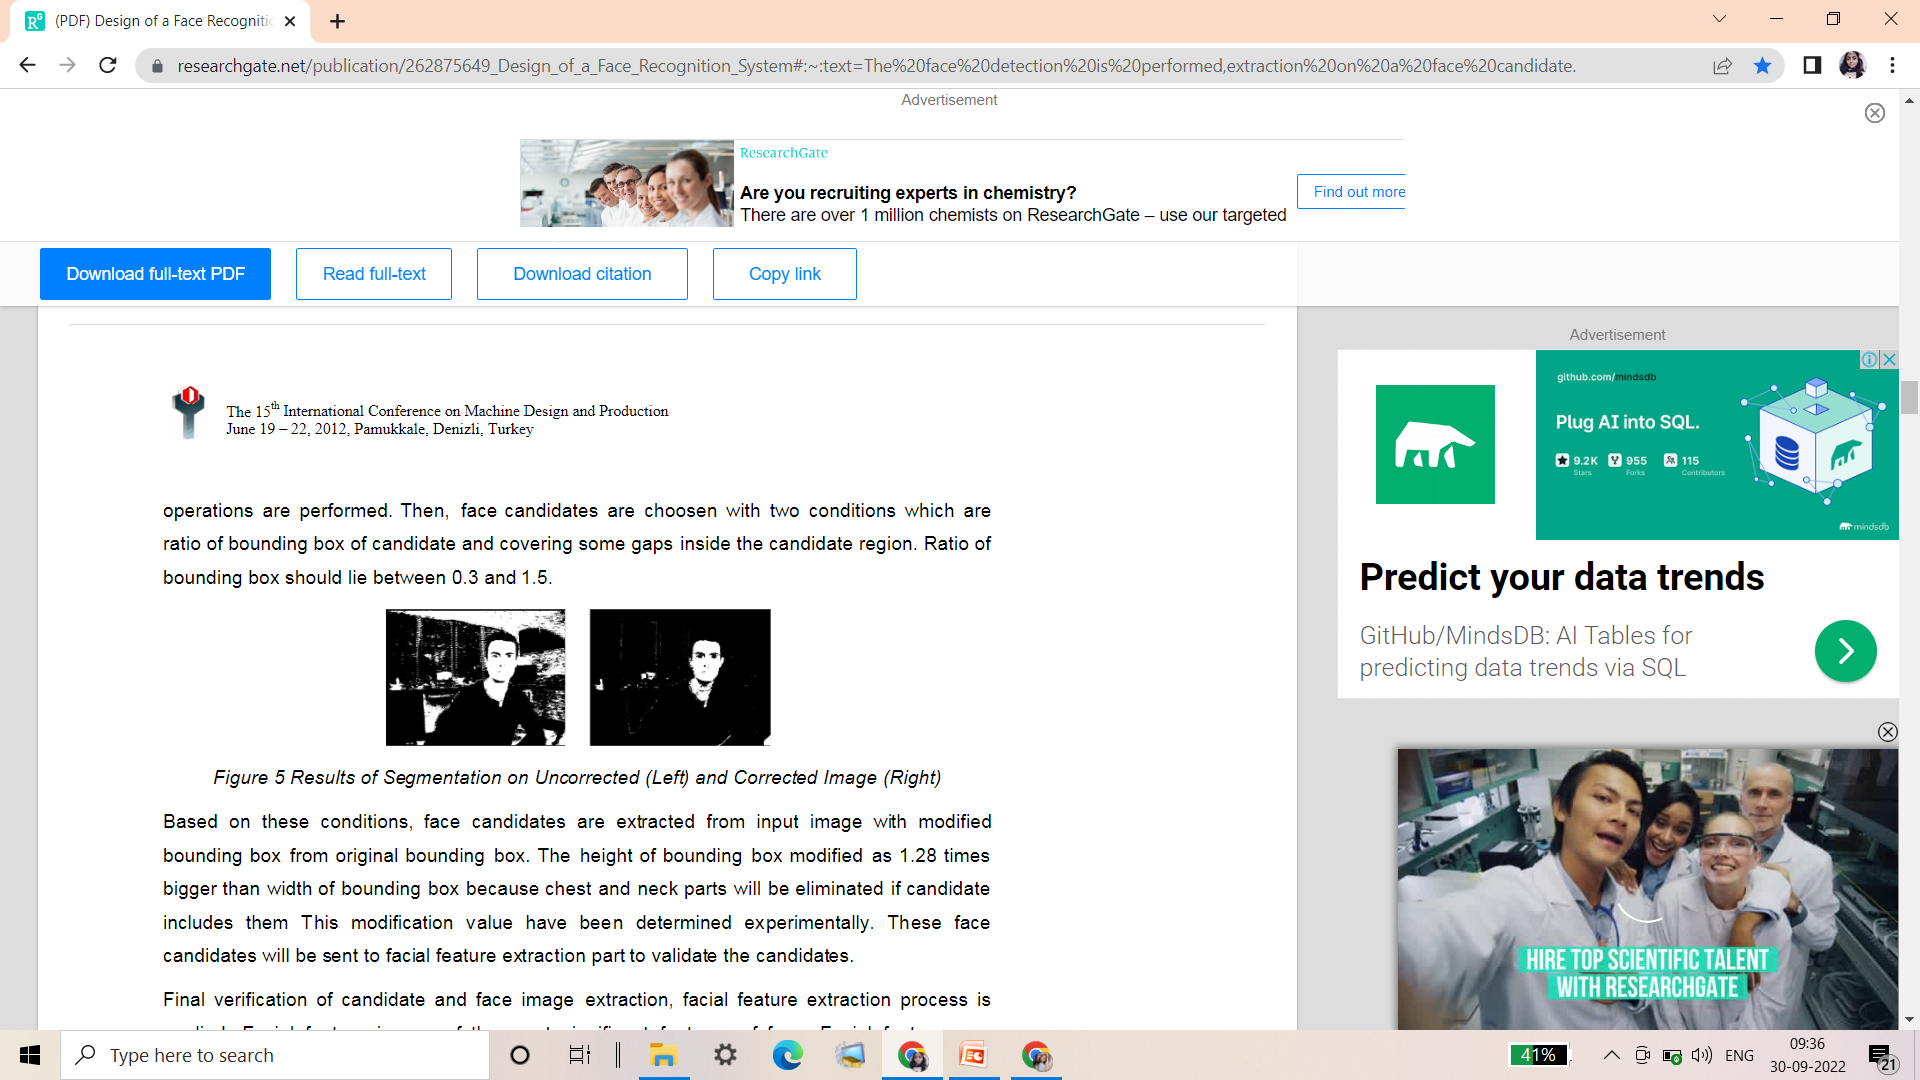 (PDF) Design of a Face Recogniti
researchgate.net/publication/262875649_Design_of_a_Face_Recognition_System#:~:text=The%20face%20detection%20is%20performed,extraction%20on%20a%20face%20candidate.
Advertisement
ResearchGate
Are you recruiting experts in chemistry?
There are over 1 million chemists on ResearchGate – use our targeted
Find out more
Download full-text PDF
Read full-text
Download citation
Copy link
The 15th International Conference on Machine Design and Production
June 19 – 22, 2012, Pamukkale, Denizli, Turkey
operations are performed. Then, face candidates are choosen with two conditions which are
ratio of bounding box of candidate and covering some gaps inside the candidate region. Ratio of
bounding box should lie between 0.3 and 1.5.
Figure 5 Results of Segmentation on Uncorrected (Left) and Corrected Image (Right)
Based on these conditions, face candidates are extracted from input image with modified
bounding box from original bounding box. The height of bounding box modified as 1.28 times
bigger than width of bounding box because chest and neck parts will be eliminated if candidate
includes them This modification value have been determined experimentally. These face
candidates will be sent to facial feature extraction part to validate the candidates.
Final verification of candidate and face image extraction, facial feature extraction process is
Advertisement
github.com/mindsdb
Plug AI into SQL.
9.2K 955 115
Stars Forks Contributors
mindsdb
Predict your data trends
GitHub/MindsDB: AI Tables for
predicting data trends via SQL
HIRE TOP SCIENTIFIC TALENT
WITH RESEARCHGATE
Type here to search
41%
ENG
09:36
30-09-2022
21